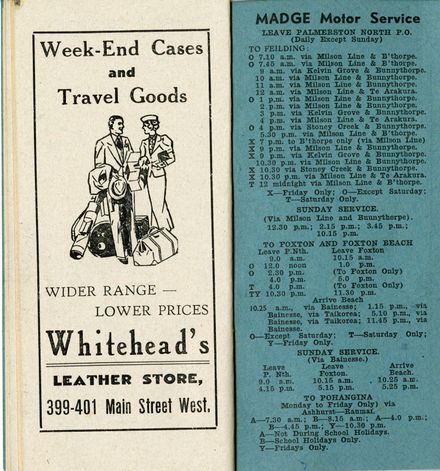 Week-End Cases
and
Travel Goods
WIDER RANGE —
LOWER PRICES
Whitehead's
LEATHER STORE,
399-401 Main Street West.
MADGE Motor Service
LEAVE PALMERSTON NORTH P.O.
(Daily Except Sunday)
TO FEILDING:
O 7.10 a.m. via Milson Line & B'thorpe.
O 7.45 a.m. via Milson Line & B'thorpe.
9 a.m. via Kelvin Grove & Bunnythorpe.
10 a.m. via Milson Line & Bunnythorpe.
11 a.m. via Milson Line & Bunnythorpe.
12 a.m. via Milson Line & Te Arakura.
O 1 p.m. via Milson Line & Bunnythorpe.
2 p.m. via Milson Line & Bunnythorpe.
3 p.m. via Kelvin Grove & Bunnythorpe.
4 p.m. via Milson Line & Te Arakura.
O 4 p.m. via Stoney Creek & Bunnythorpe.
5.30 p.m. via Milson Line & Bunnythorpe.
X 7 p.m. to B'thorpe only (via Milson Line)
X 9 p.m. via Milson Line & Bunnythorpe.
X 9 p.m. via Kelvin Grove & Bunnythorpe.
10.30 p.m. via Milson Line & Bunnythorpe.
X 10.30 via Stoney Creek & Bunnythorpe.
X 10.30 p.m. via Milson Line & Te Arakura.
T 12 midnight via Milson Line & B'thorpe.
X—Friday Only; O—Except Saturday;
T—Saturday Only.
SUNDAY SERVICE.
(Via Milson Line and Bunnythorpe).
12.30 p.m.; 2.15 p.m.; 3.45 p.m.;
10.15 p.m.
TO FOXTON AND FOXTON BEACH
Leave P.Nth. Leave Foxton
9.0 a.m. 10.15 a.m.
O 12.0 noon 1.0 p.m.
O 2.30 p.m. (To Foxton Only)
4.0 p.m. 5.0 p.m.
T 4.0 p.m. (To Foxton Only)
TY 10.30 p.m. 11.30 p.m.
Arrive Beach
10.25 a.m., via Bainesse; 1.15 p.m., via
Bainesse, via Taikorea; 5.10 p.m., via
Bainesse, via Taikorea; 11.45 p.m., via
Bainesse.
O—Except Saturday; T—Saturday Only;
Y—Friday Only.
SUNDAY SERVICE.
(Via Bainesse.)
Leave Leave Arrive
P. Nth. Foxton. Beach.
9.0 a.m. 10.15 a.m. 10.25 a.m.
4.15 p.m. 5.15 p.m. 5.25 p.m.
TO POHANGINA
Monday to Friday Only) via
Ashhurst-Raumai.
A—7.30 a.m.; B—8.15 a.m.; A—4.0 p.m.;
B—4.45 p.m.; Y—10.30 p.m.
A—Not During School Holidays.
B—School Holidays Only.
Y—Fridays Only.